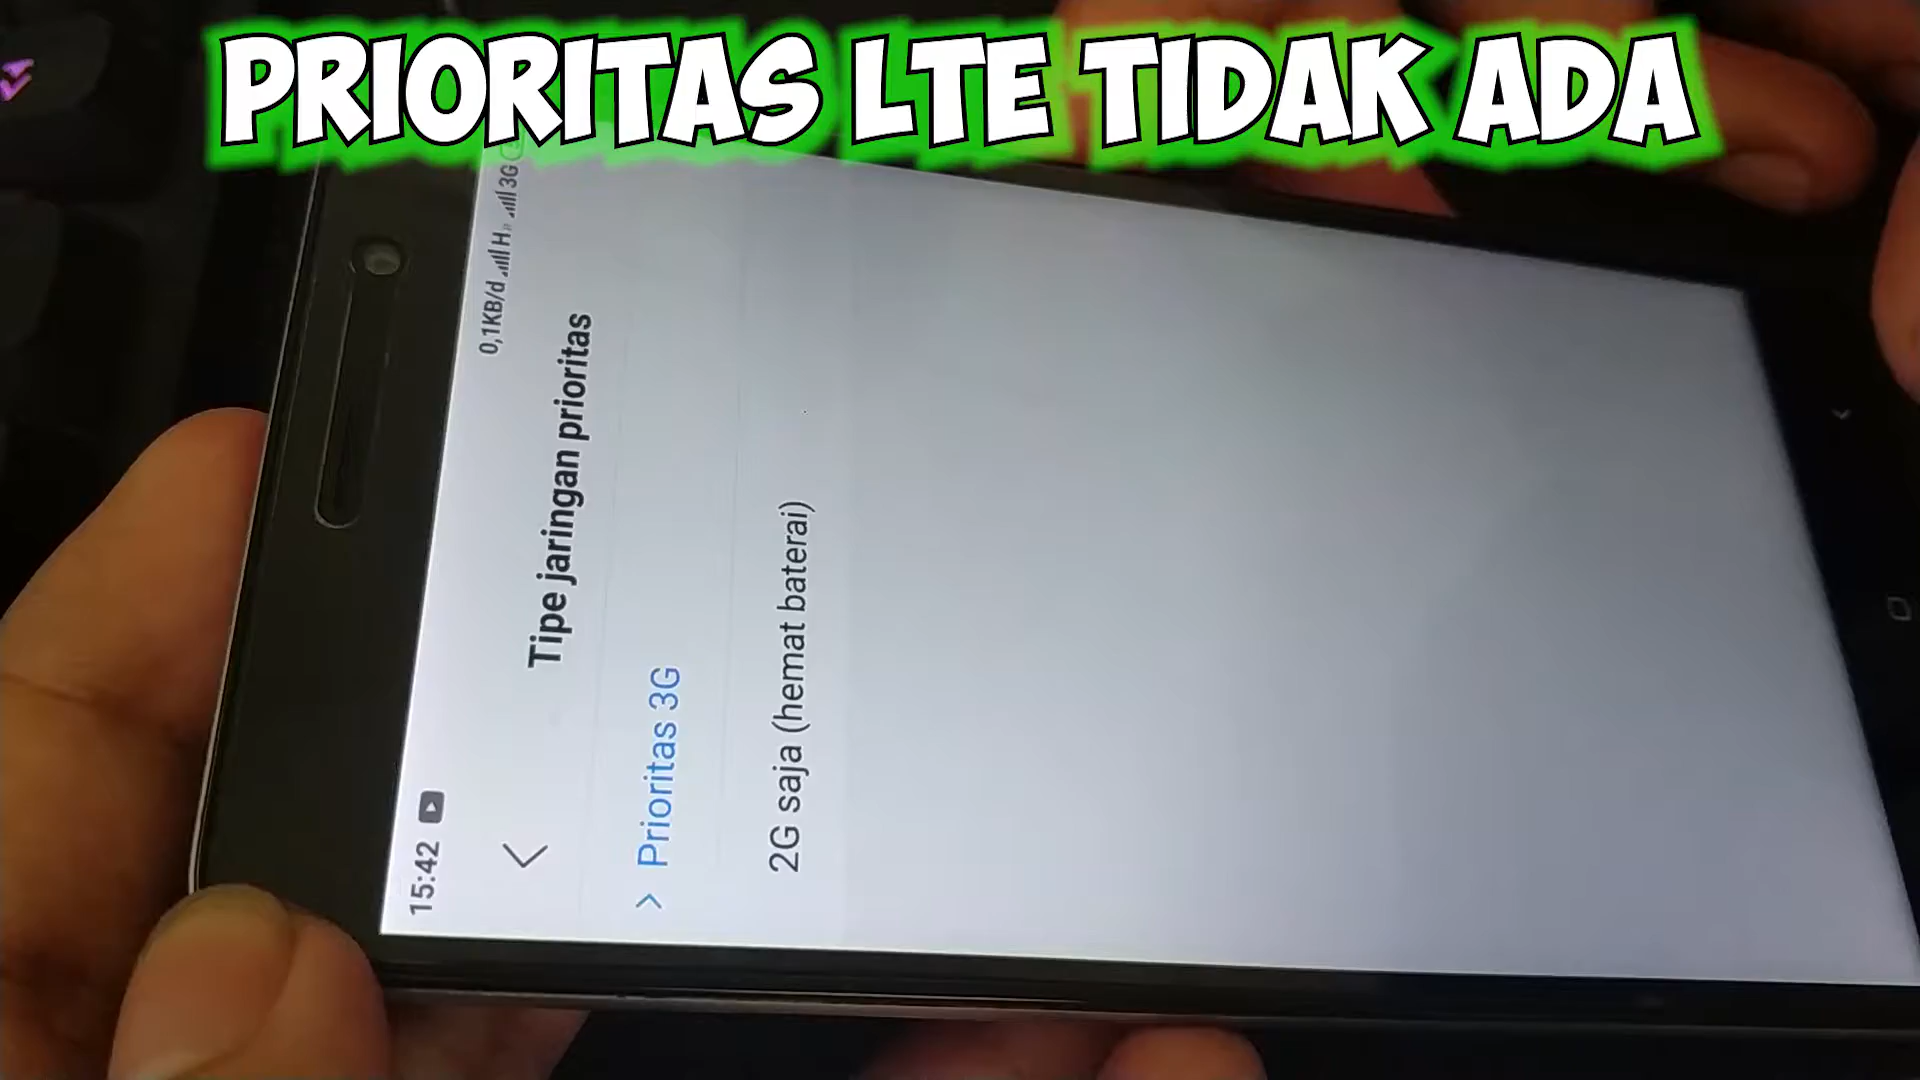 PRIORITAS LTE TIDAK ADA
15:42
0,1KB/d H 3G
Tipe jaringan prioritas
Prioritas 3G
2G saja (hemat baterai)